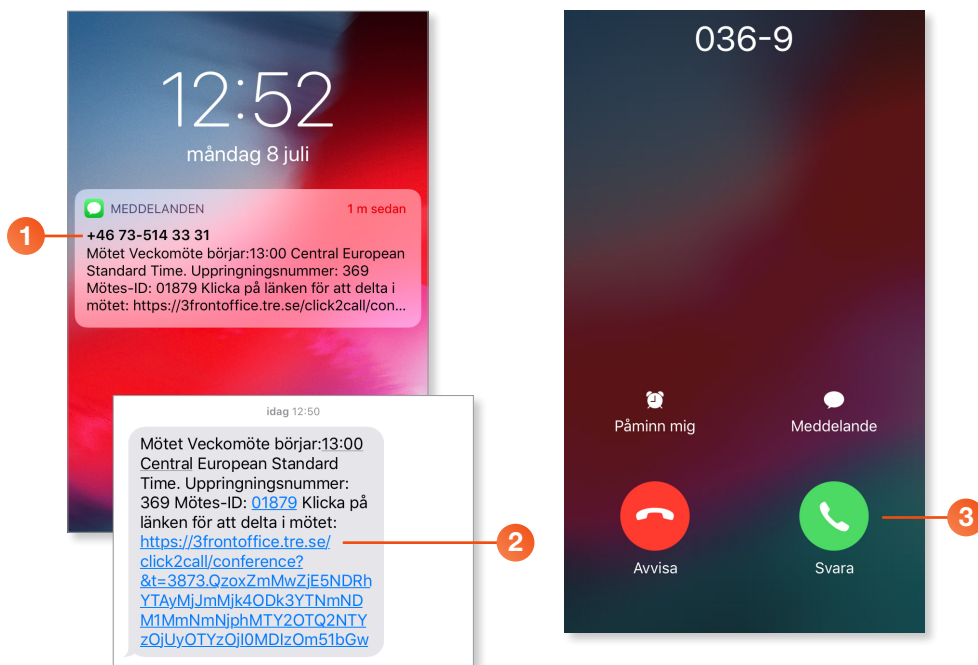 12:52
måndag 8 juli
MEDDELANDEN
1 m sedan
1
+46 73-514 33 31
Mötet Veckomöte börjar:13:00 Central European
Standard Time. Uppringningsnummer: 369
Mötes-ID: 01879 Klicka på länken för att delta i
mötet: https://3frontoffice.tre.se/click2call/con...
idag 12:50
Mötet Veckomöte börjar:13:00
Central European Standard
Time. Uppringningsnummer:
369 Mötes-ID: 01879 Klicka på
länken för att delta i mötet:
https://3frontoffice.tre.se/
click2call/conference?
&t=3873.QzoxZmMwZjE5NDRh
YTAyMjJmMjk4ODk3YTNmND
M1MmNmNjphMTY2OTQ2NTY
zOjUyOTYzOjI0MDIzOm51bGw
2
036-9
Påminn mig
Meddelande
Avvisa
Svara
3